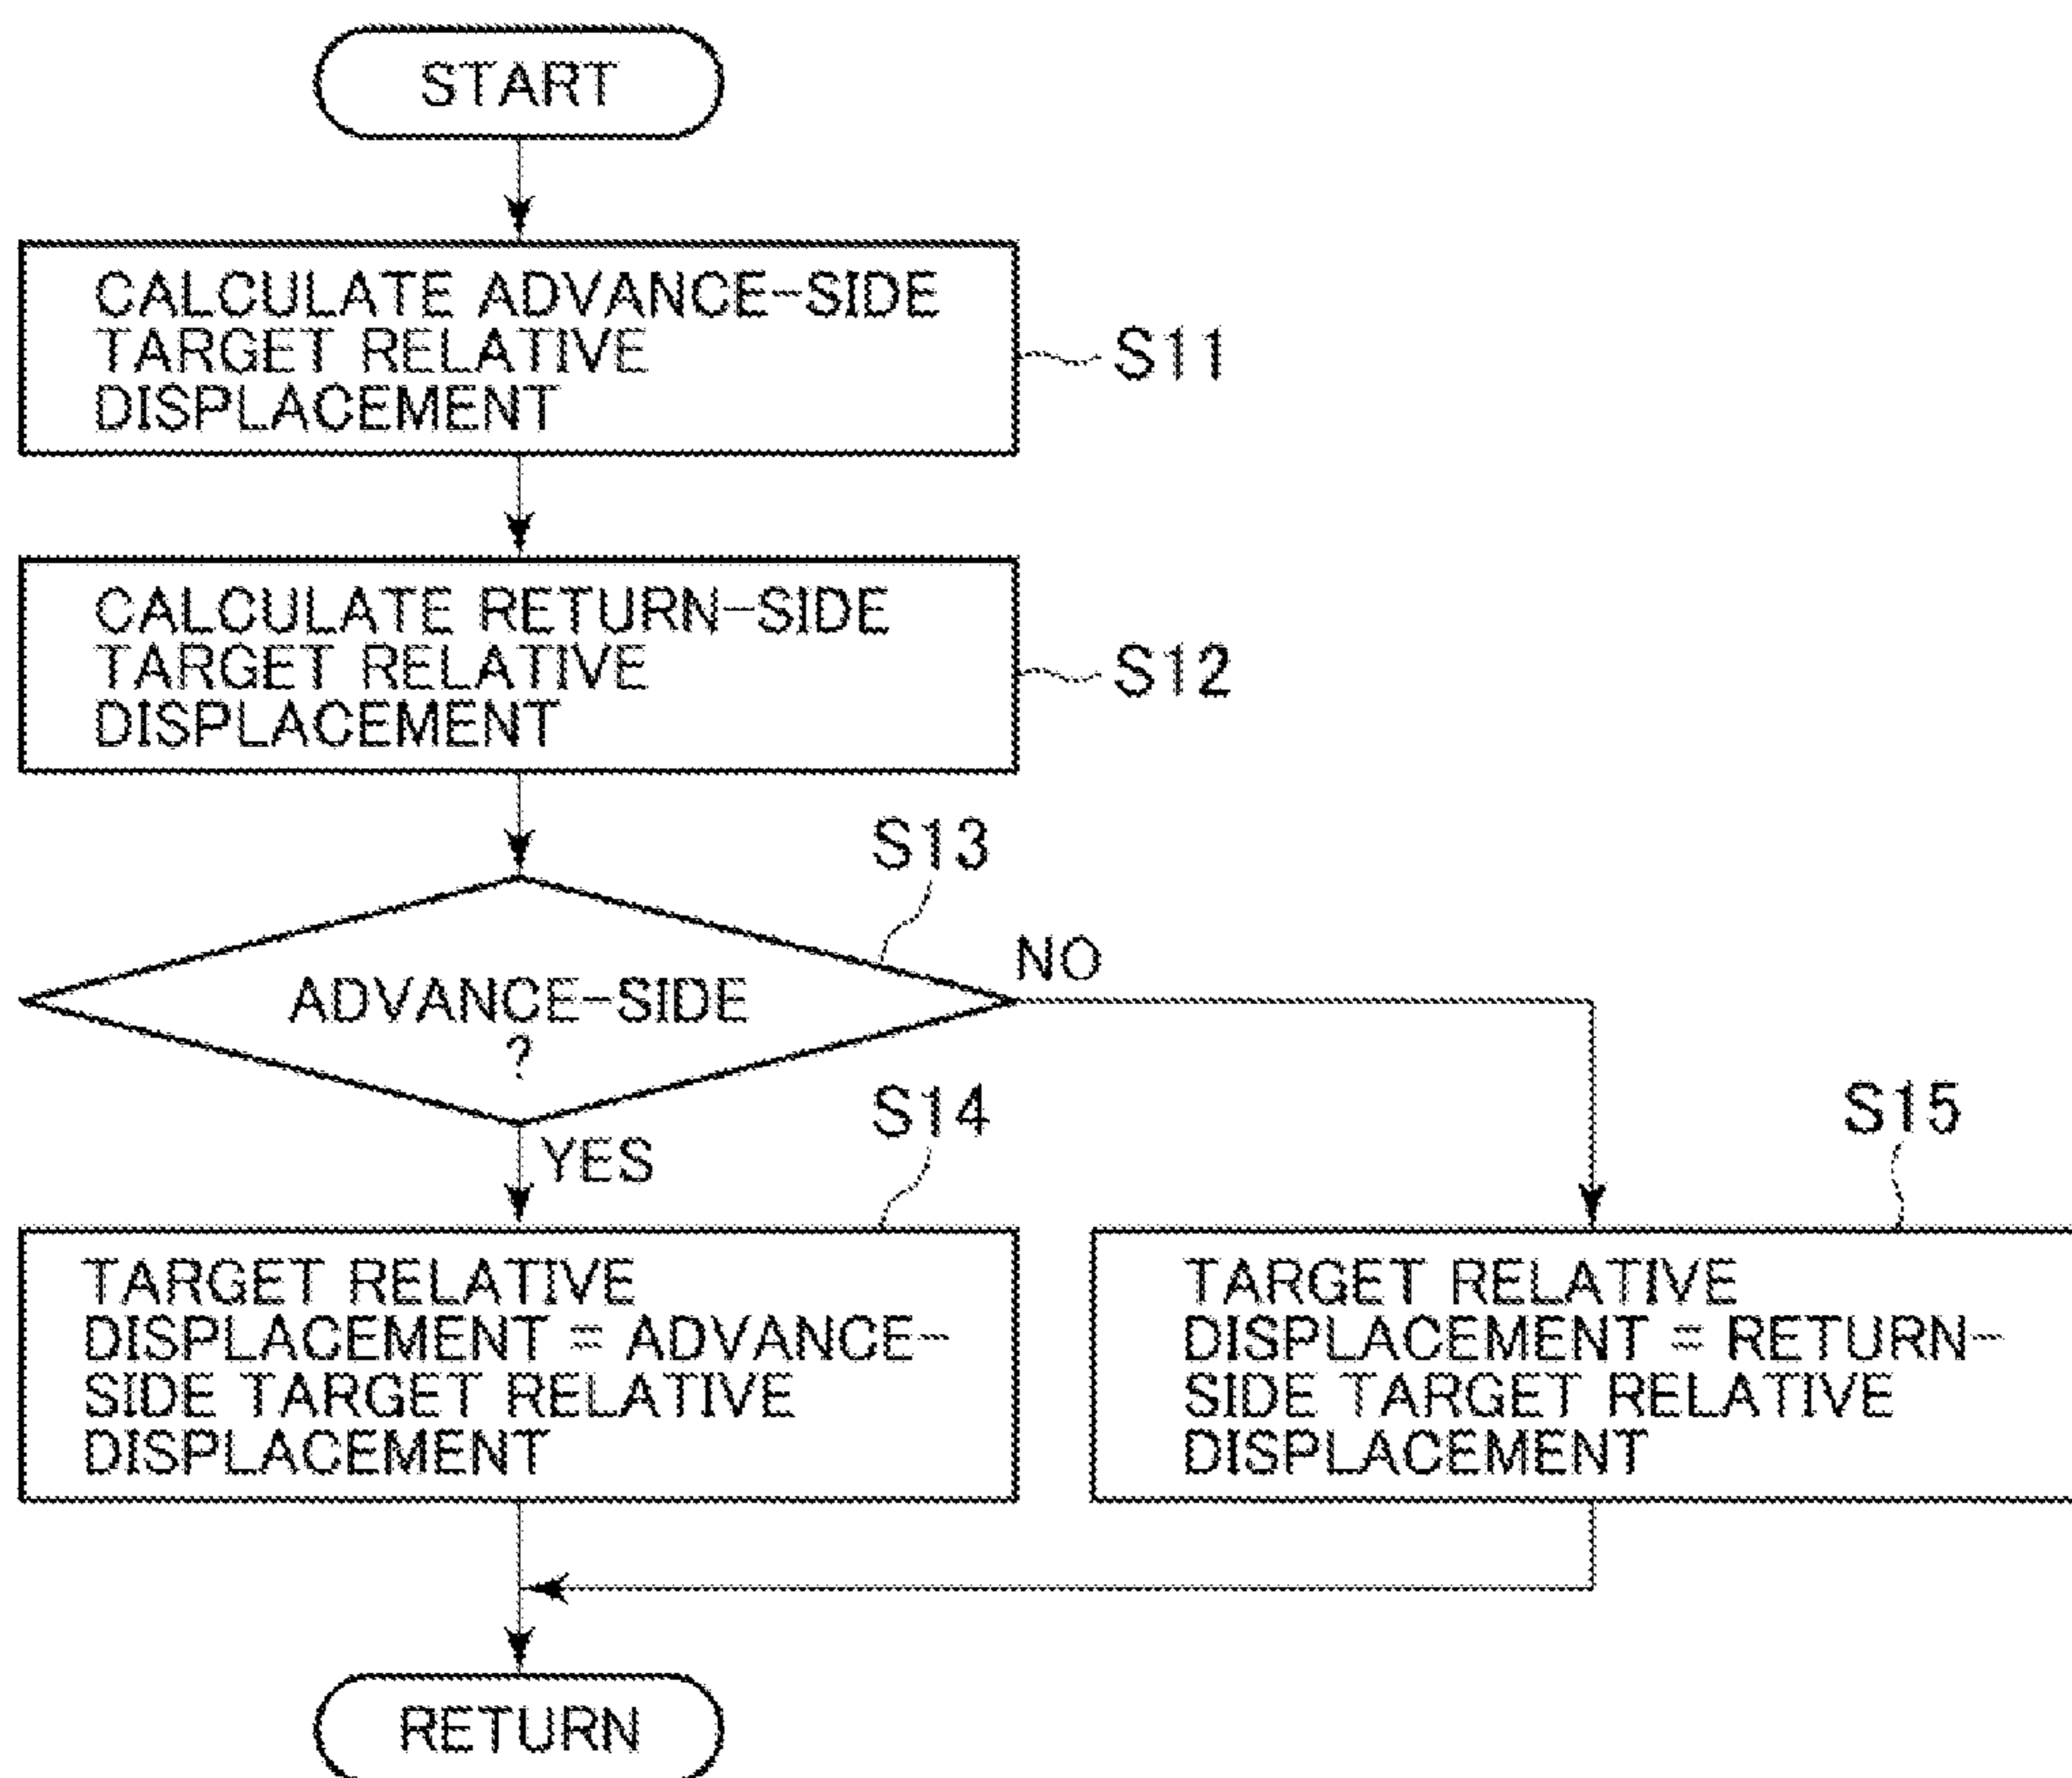 START
CALCULATE ADVANCE-SIDE
TARGET RELATIVE
DISPLACEMENT
S11
CALCULATE RETURN-SIDE
TARGET RELATIVE
DISPLACEMENT
S12
S13
ADVANCE-SIDE
?
NO
YES
S14
TARGET RELATIVE
DISPLACEMENT = ADVANCE-
SIDE TARGET RELATIVE
DISPLACEMENT
S15
TARGET RELATIVE
DISPLACEMENT = RETURN-
SIDE TARGET RELATIVE
DISPLACEMENT
RETURN